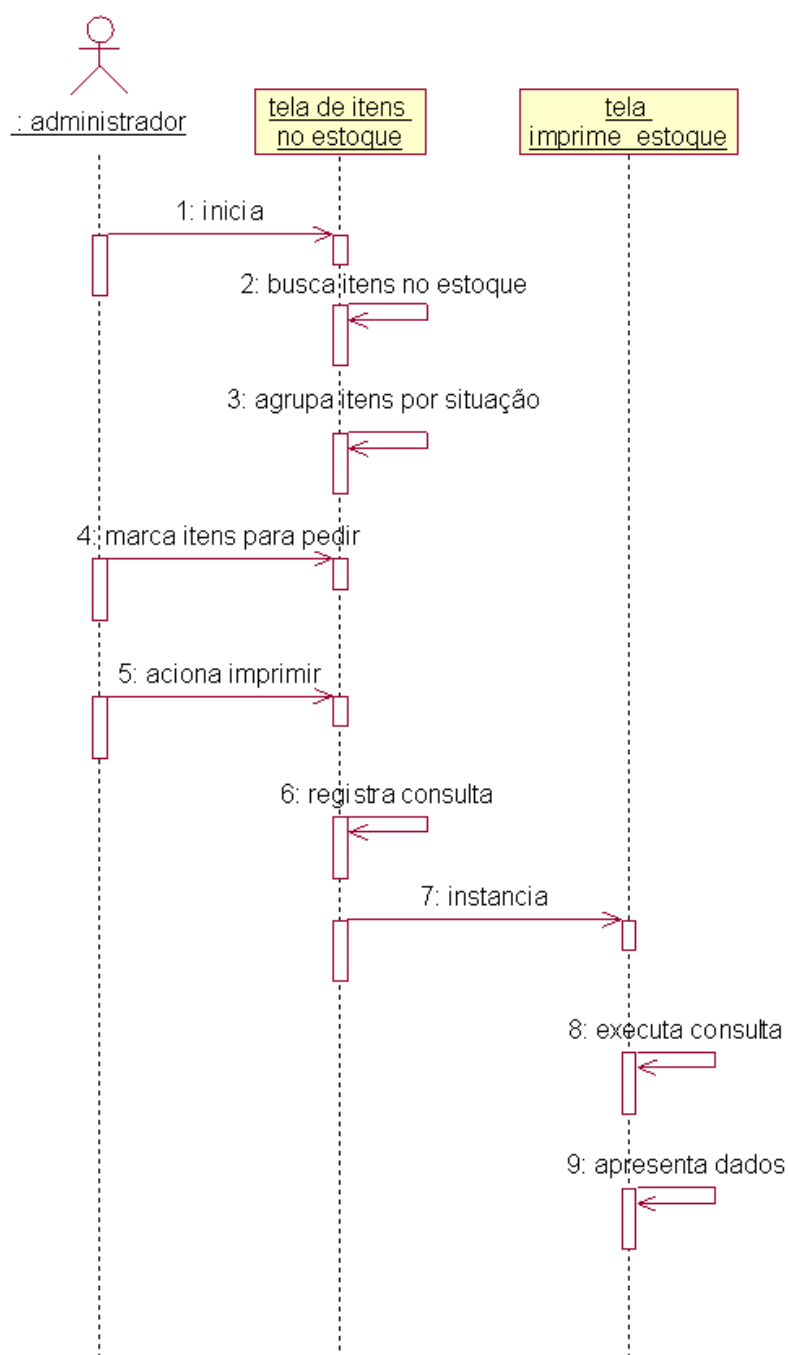 : administrador
tela de itens
no estoque
tela
imprime_estoque
1: inicia
2: busca itens no estoque
3: agrupa itens por situação
4: marca itens para pedir
5: aciona imprimir
6: registra consulta
7: instancia
8: executa consulta
9: apresenta dados